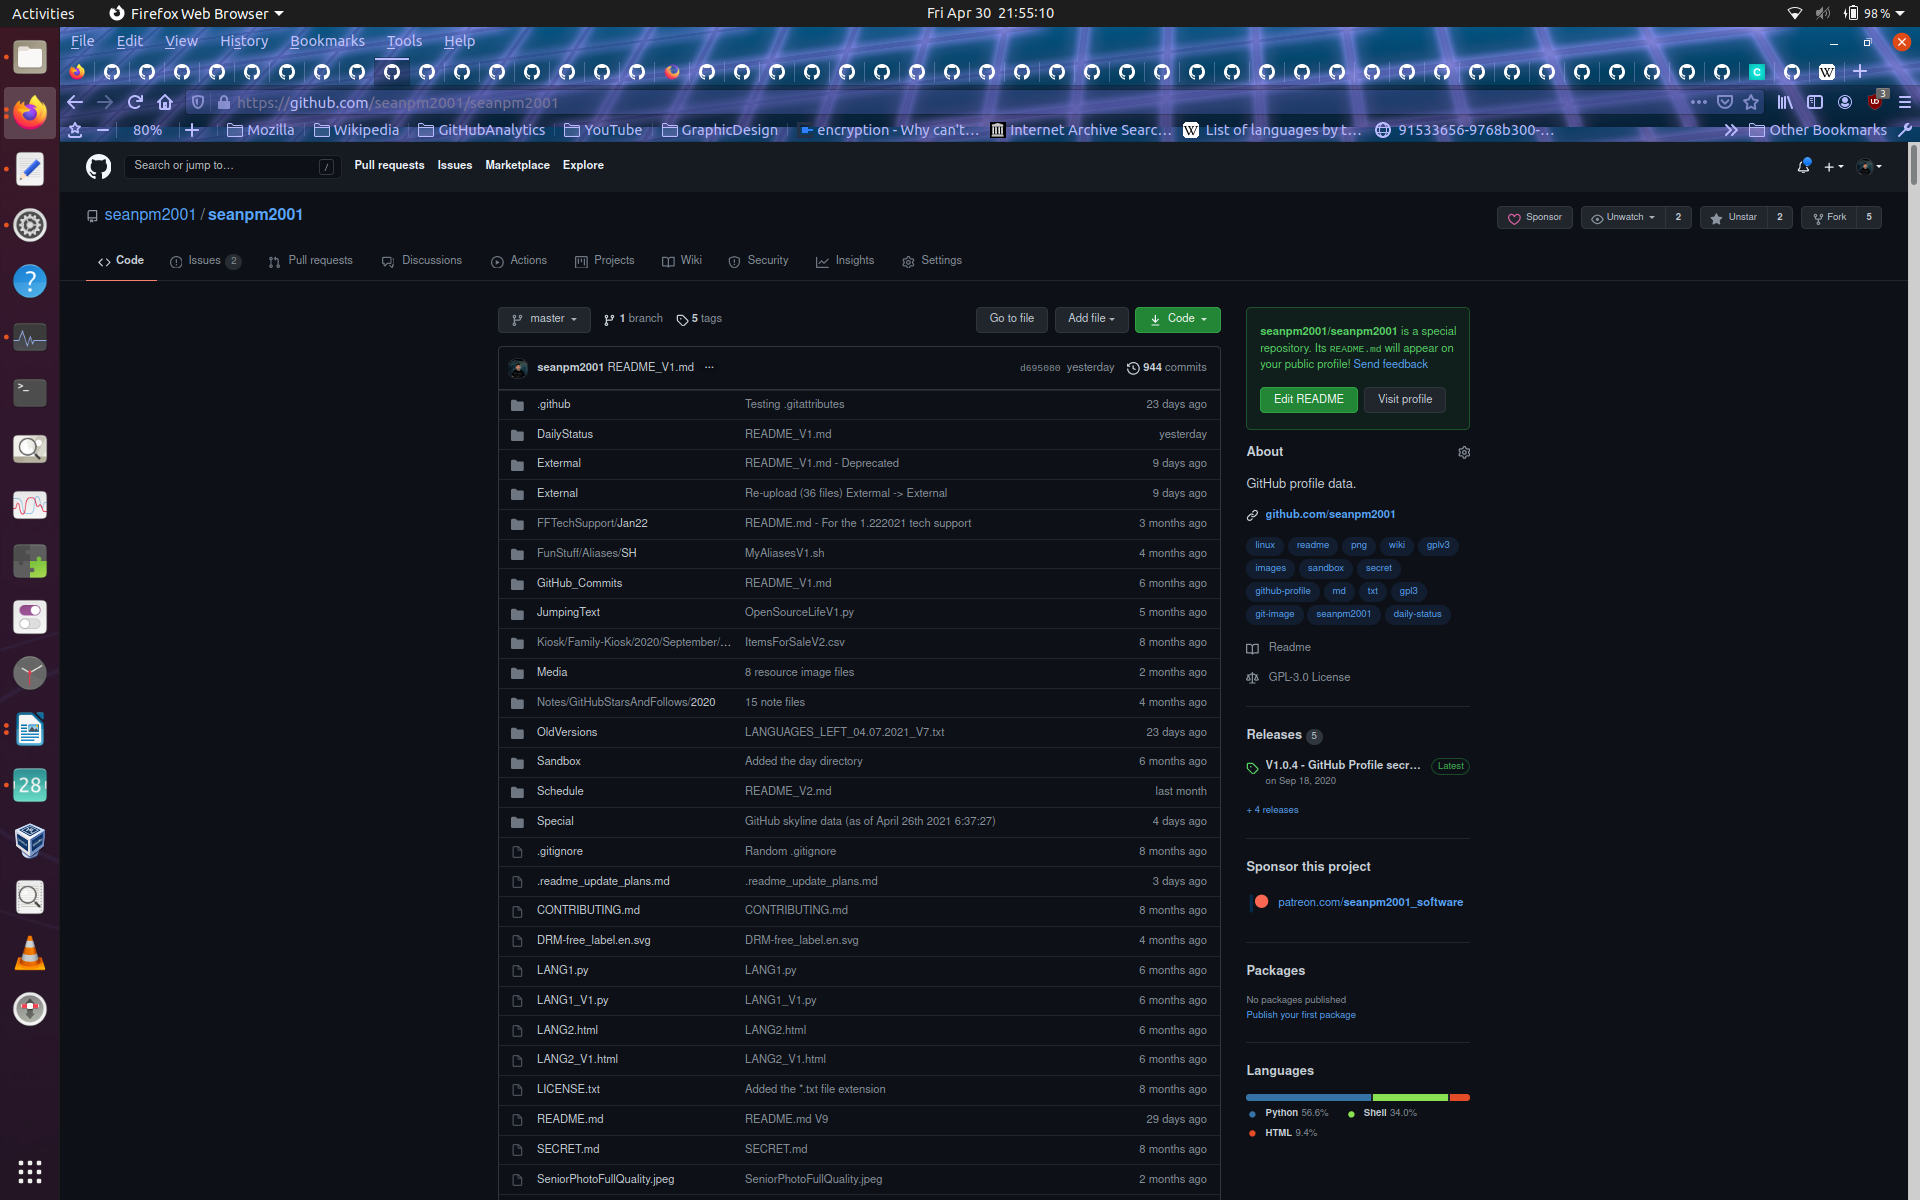 Activities Firefox Web Browser Fri Apr 30 21:55:10 98 %
File Edit View History Bookmarks Tools Help
https://github.com/seanpm2001/seanpm2001 3
80% Mozilla Wikipedia GitHubAnalytics YouTube GraphicDesign encryption - Why can't... Internet Archive Searc... List of languages by t... 91533656-9768b300-... Other Bookmarks
Search or jump to... / Pull requests Issues Marketplace Explore
seanpm2001 / seanpm2001 Sponsor Unwatch 2 Unstar 2 Fork 5
Code Issues 2 Pull requests Discussions Actions Projects Wiki Security Insights Settings
master 1 branch 5 tags Go to file Add file Code
seanpm2001 README_V1.md ... d695080 yesterday 944 commits
.github Testing .gitattributes 23 days ago
DailyStatus README_V1.md yesterday
Extermal README_V1.md - Deprecated 9 days ago
External Re-upload (36 files) Extermal -> External 9 days ago
FFTechSupport/Jan22 README.md - For the 1.222021 tech support 3 months ago
FunStuff/Aliases/SH MyAliasesV1.sh 4 months ago
GitHub_Commits README_V1.md 6 months ago
JumpingText OpenSourceLifeV1.py 5 months ago
Kiosk/Family-Kiosk/2020/September/... ItemsForSaleV2.csv 8 months ago
Media 8 resource image files 2 months ago
Notes/GitHubStarsAndFollows/2020 15 note files 4 months ago
OldVersions LANGUAGES_LEFT_04.07.2021_V7.txt 23 days ago
Sandbox Added the day directory 6 months ago
Schedule README_V2.md last month
Special GitHub skyline data (as of April 26th 2021 6:37:27) 4 days ago
.gitignore Random .gitignore 8 months ago
.readme_update_plans.md .readme_update_plans.md 3 days ago
CONTRIBUTING.md CONTRIBUTING.md 8 months ago
DRM-free_label.en.svg DRM-free_label.en.svg 4 months ago
LANG1.py LANG1.py 6 months ago
LANG1_V1.py LANG1_V1.py 6 months ago
LANG2.html LANG2.html 6 months ago
LANG2_V1.html LANG2_V1.html 6 months ago
LICENSE.txt Added the *.txt file extension 8 months ago
README.md README.md V9 29 days ago
SECRET.md SECRET.md 8 months ago
SeniorPhotoFullQuality.jpeg SeniorPhotoFullQuality.jpeg 2 months ago
seanpm2001/seanpm2001 is a special
repository. Its README.md will appear on
your public profile! Send feedback
Edit README Visit profile
About
GitHub profile data.
github.com/seanpm2001
linux readme png wiki gplv3
images sandbox secret
github-profile md txt gpl3
git-image seanpm2001 daily-status
Readme
GPL-3.0 License
Releases 5
V1.0.4 - GitHub Profile secr... Latest
on Sep 18, 2020
+ 4 releases
Sponsor this project
patreon.com/seanpm2001_software
Packages
No packages published
Publish your first package
Languages
Python 56.6% Shell 34.0%
HTML 9.4%
28